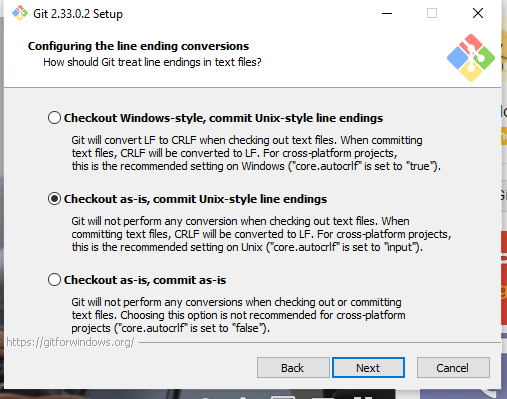 Git 2.33.0.2 Setup
Configuring the line ending conversions
How should Git treat line endings in text files?
Checkout Windows-style, commit Unix-style line endings
Git will convert LF to CRLF when checking out text files. When committing
text files, CRLF will be converted to LF. For cross-platform projects,
this is the recommended setting on Windows ("core.autocrlf" is set to "true").
Checkout as-is, commit Unix-style line endings
Git will not perform any conversion when checking out text files. When
committing text files, CRLF will be converted to LF. For cross-platform projects,
this is the recommended setting on Unix ("core.autocrlf" is set to "input").
Checkout as-is, commit as-is
Git will not perform any conversions when checking out or committing
text files. Choosing this option is not recommended for cross-platform
projects ("core.autocrlf" is set to "false").
https://gitforwindows.org/
Back
Next
Cancel